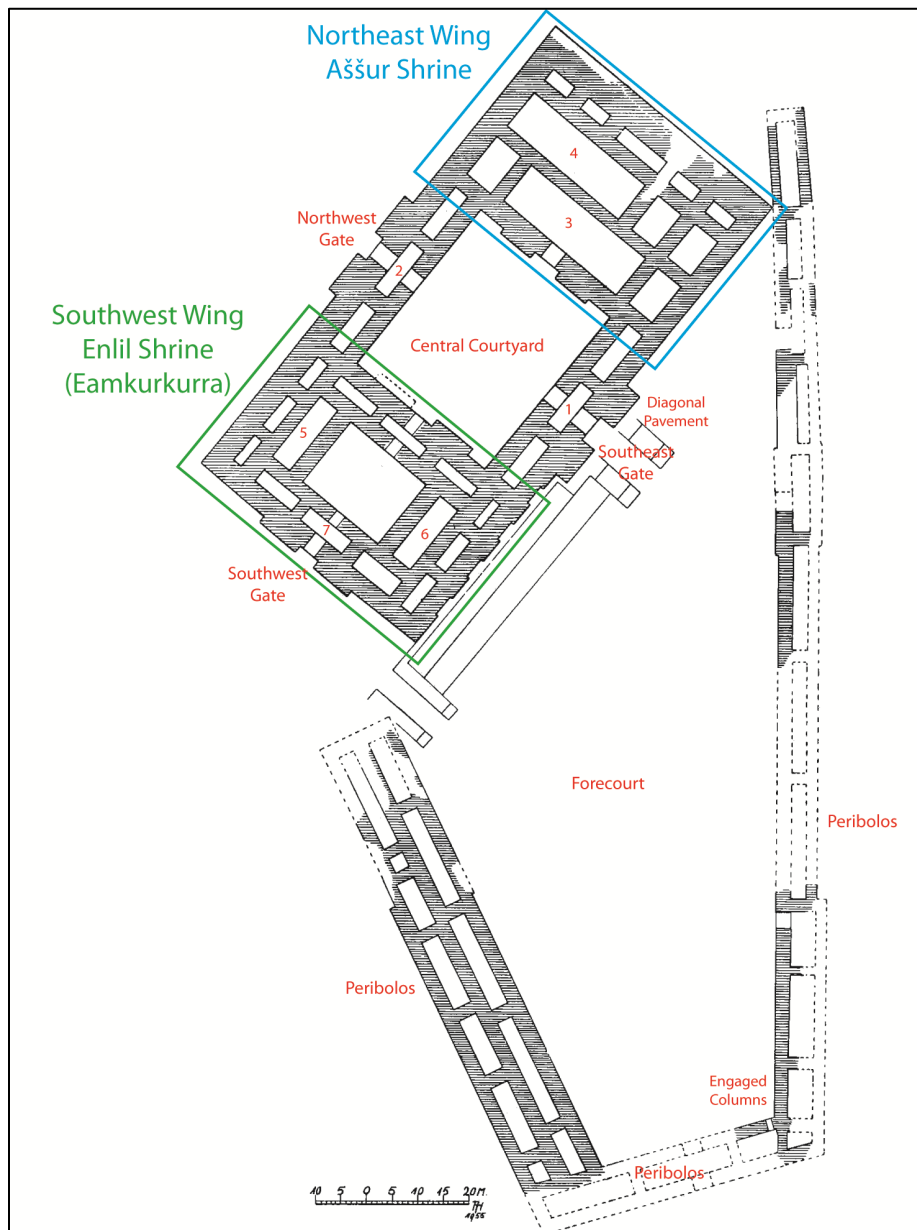 Northeast Wing
Aššur Shrine
4
3
Northwest
Gate
2
Southwest Wing
Enlil Shrine
(Eamkurkurra)
Central Courtyard
1
Diagonal
Pavement
Southeast
Gate
5
6
7
Southwest
Gate
Forecourt
Peribolos
Peribolos
Engaged
Columns
Peribolos
10 5 0 5 10 15 20 M.
1955